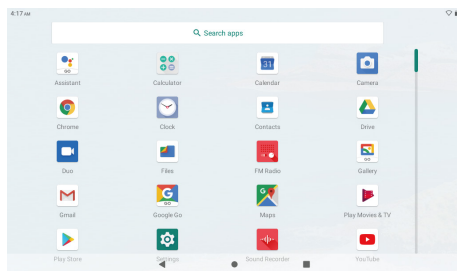 4:17 AM
Search apps
Assistant
Calculator
Calendar
Camera
Chrome
Clock
Contacts
Drive
Duo
Files
FM Radio
Gallery
Gmail
Google Go
Maps
Play Movies & TV
Play Store
Settings
Sound Recorder
YouTube